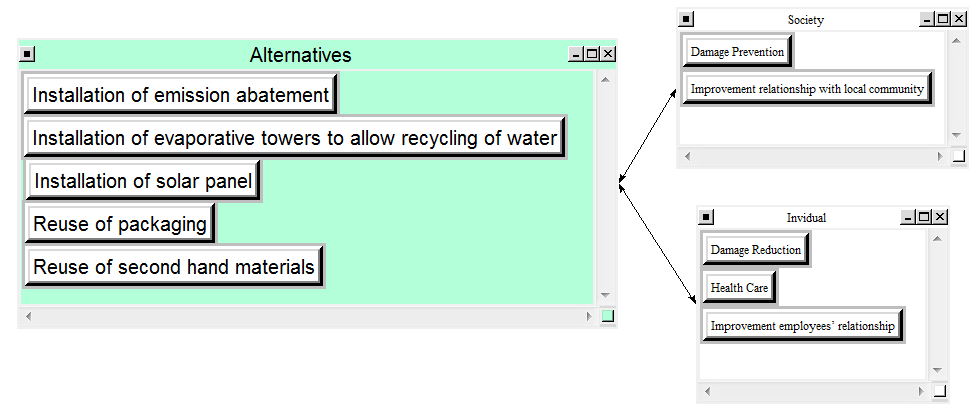 Alternatives
Installation of emission abatement
Installation of evaporative towers to allow recycling of water
Installation of solar panel
Reuse of packaging
Reuse of second hand materials
Society
Damage Prevention
Improvement relationship with local community
Invidual
Damage Reduction
Health Care
Improvement employees’ relationship